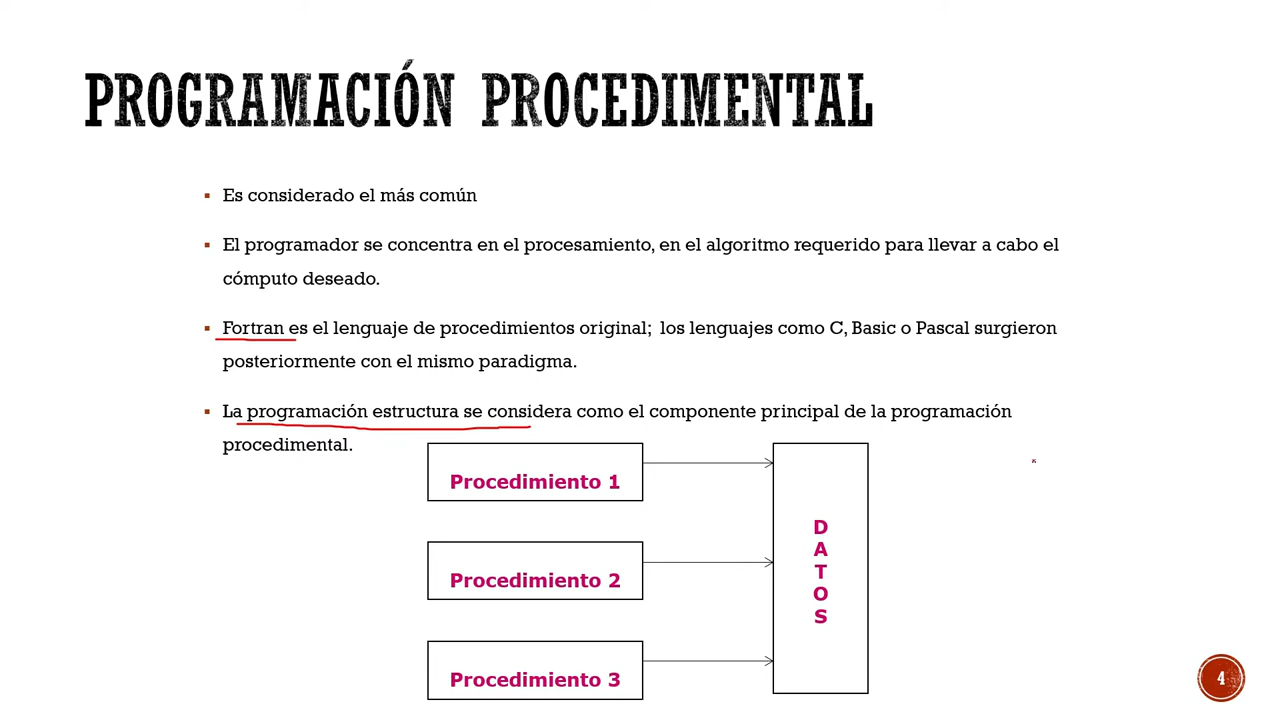 PROGRAMACIÓN PROCEDIMENTAL
Es considerado el más común
El programador se concentra en el procesamiento, en el algoritmo requerido para llevar a cabo el
cómputo deseado.
Fortran es el lenguaje de procedimientos original; los lenguajes como C, Basic o Pascal surgieron
posteriormente con el mismo paradigma.
La programación estructura se considera como el componente principal de la programación
procedimental.
Procedimiento 1
Procedimiento 2
Procedimiento 3
D
A
T
O
S
4